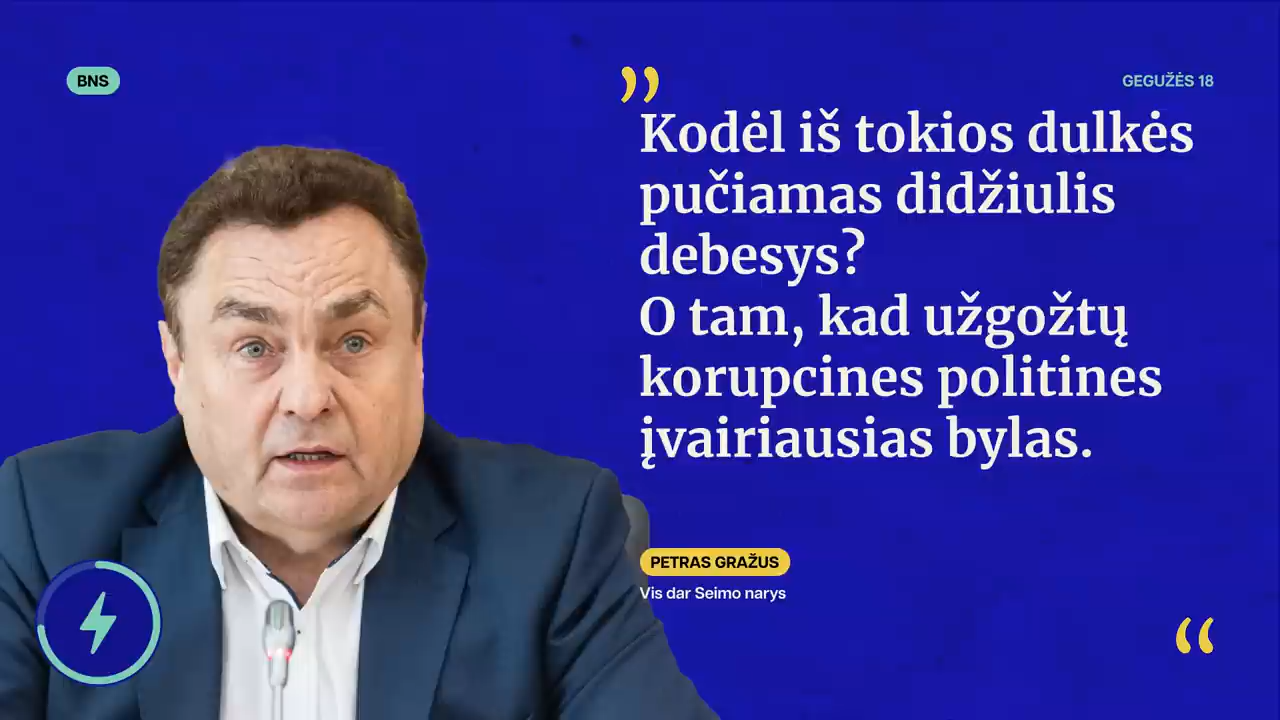 BNS
GEGUŽĖS 18
”
Kodėl iš tokios dulkės
pučiamas didžiulis
debesys?
O tam, kad užgožtų
korupcines politines
įvairiausias bylas.
PETRAS GRAŽUS
Vis dar Seimo narys
“